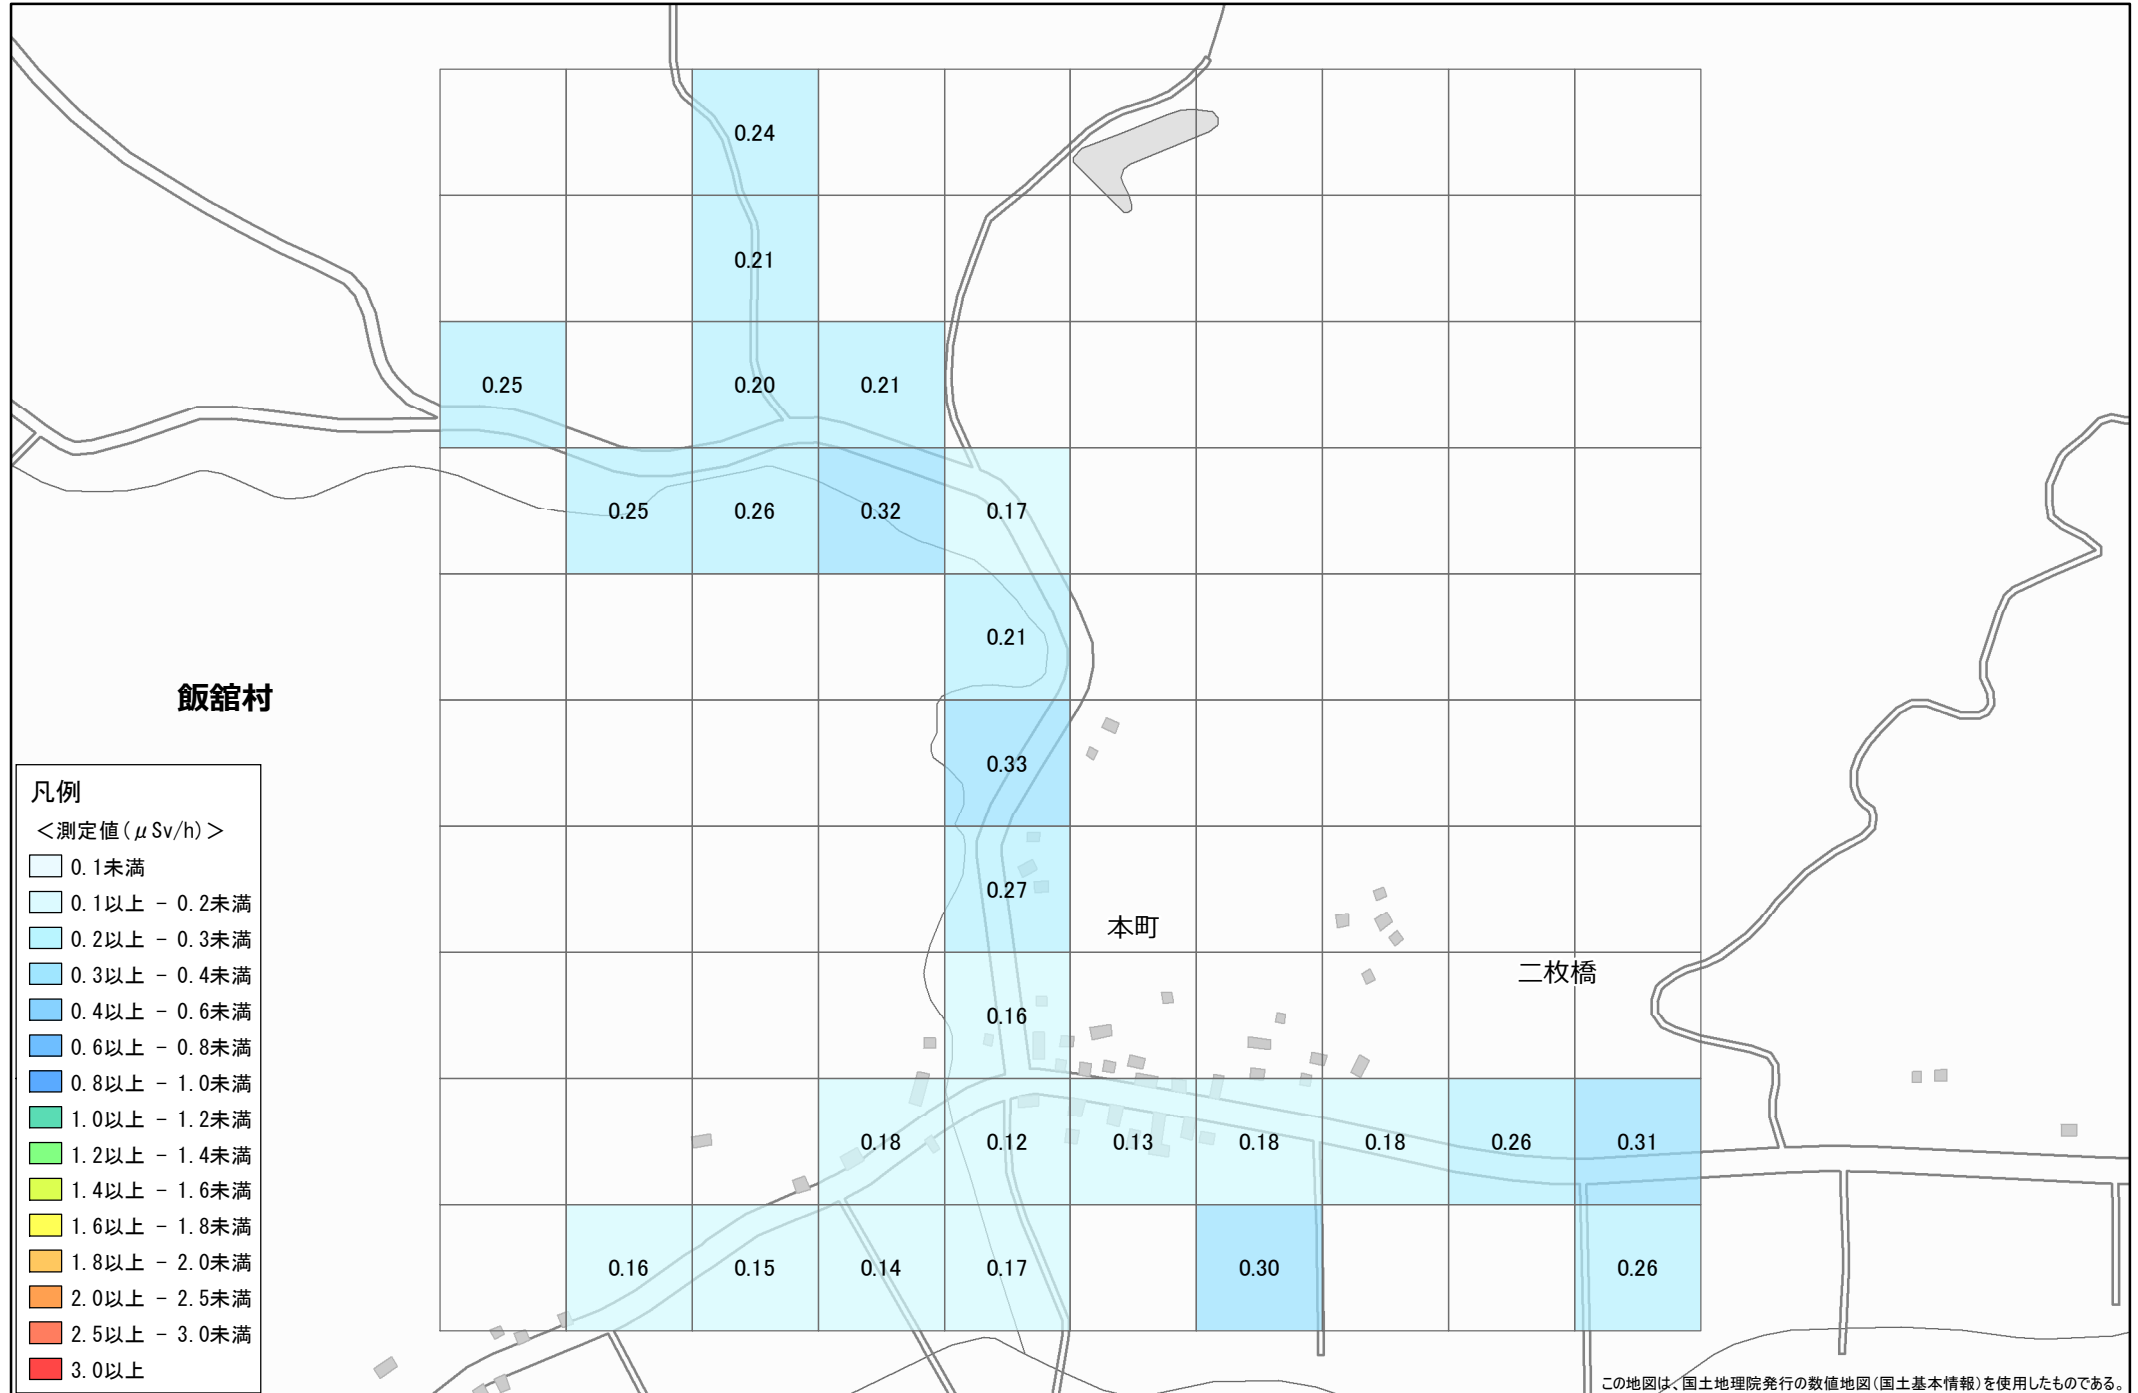 0.24
0.21
0.25
0.20
0.21
0.25
0.26
0.32
0.17
0.21
飯舘村
0.33
0.27
本町
二枚橋
0.16
0.18
0.12
0.13
0.18
0.18
0.26
0.31
0.16
0.15
0.14
0.17
0.30
0.26
凡例
＜測定値(μSv/h)＞
0.1未満
0.1以上 － 0.2未満
0.2以上 － 0.3未満
0.3以上 － 0.4未満
0.4以上 － 0.6未満
0.6以上 － 0.8未満
0.8以上 － 1.0未満
1.0以上 － 1.2未満
1.2以上 － 1.4未満
1.4以上 － 1.6未満
1.6以上 － 1.8未満
1.8以上 － 2.0未満
2.0以上 － 2.5未満
2.5以上 － 3.0未満
3.0以上
この地図は、国土地理院発行の数値地図(国土基本情報)を使用したものである。